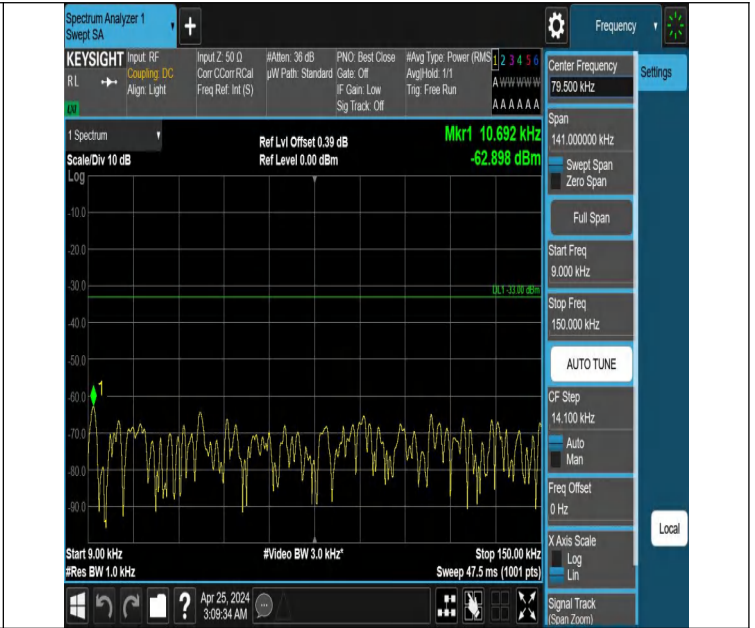 Spectrum Analyzer 1
Swept SA
+
Frequency
KEYSIGHT
RL
LXI
Input: RF
Coupling: DC
Align: Light
Input Z: 50 Ω
Corr CCorr RCal
Freq Ref: Int (S)
#Atten: 36 dB
µW Path: Standard
PNO: Best Close
Gate: Off
IF Gain: Low
Sig Track: Off
#Avg Type: Power (RMS
Avg|Hold: 1/1
Trig: Free Run
1 2 3 4 5 6
A W W W W W
A A A A A A
1 Spectrum
Scale/Div 10 dB
Ref Lvl Offset 0.39 dB
Ref Level 0.00 dBm
Mkr1 10.692 kHz
-62.898 dBm
Log
-10.0
-20.0
-30.0
-40.0
-50.0
-60.0
-70.0
-80.0
-90.0
DL1 -33.00 dBm
1
Start 9.00 kHz
#Res BW 1.0 kHz
#Video BW 3.0 kHz*
Stop 150.00 kHz
Sweep 47.5 ms (1001 pts)
Apr 25, 2024
3:09:34 AM
?
Center Frequency
79.500 kHz
Span
141.000000 kHz
Swept Span
Zero Span
Full Span
Start Freq
9.000 kHz
Stop Freq
150.000 kHz
AUTO TUNE
CF Step
14.100 kHz
Auto
Man
Freq Offset
0 Hz
X Axis Scale
Log
Lin
Signal Track
(Span Zoom)
Settings
Local